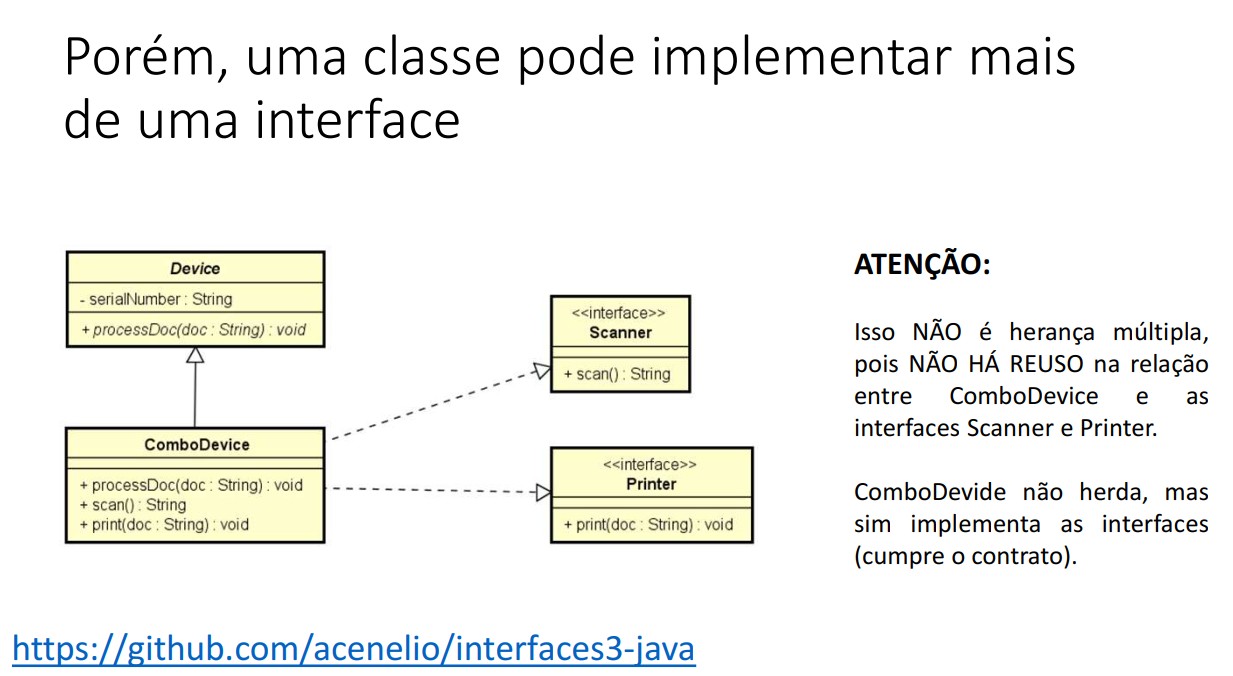 Porém, uma classe pode implementar mais
de uma interface
Device
- serialNumber : String
+ processDoc(doc : String) : void
<<interface>>
Scanner
+ scan() : String
ComboDevice
+ processDoc(doc : String) : void
+ scan() : String
+ print(doc : String) : void
<<interface>>
Printer
+ print(doc : String) : void
ATENÇÃO:
Isso NÃO é herança múltipla,
pois NÃO HÁ REUSO na relação
entre ComboDevice e as
interfaces Scanner e Printer.
ComboDevide não herda, mas
sim implementa as interfaces
(cumpre o contrato).
https://github.com/acenelio/interfaces3-java